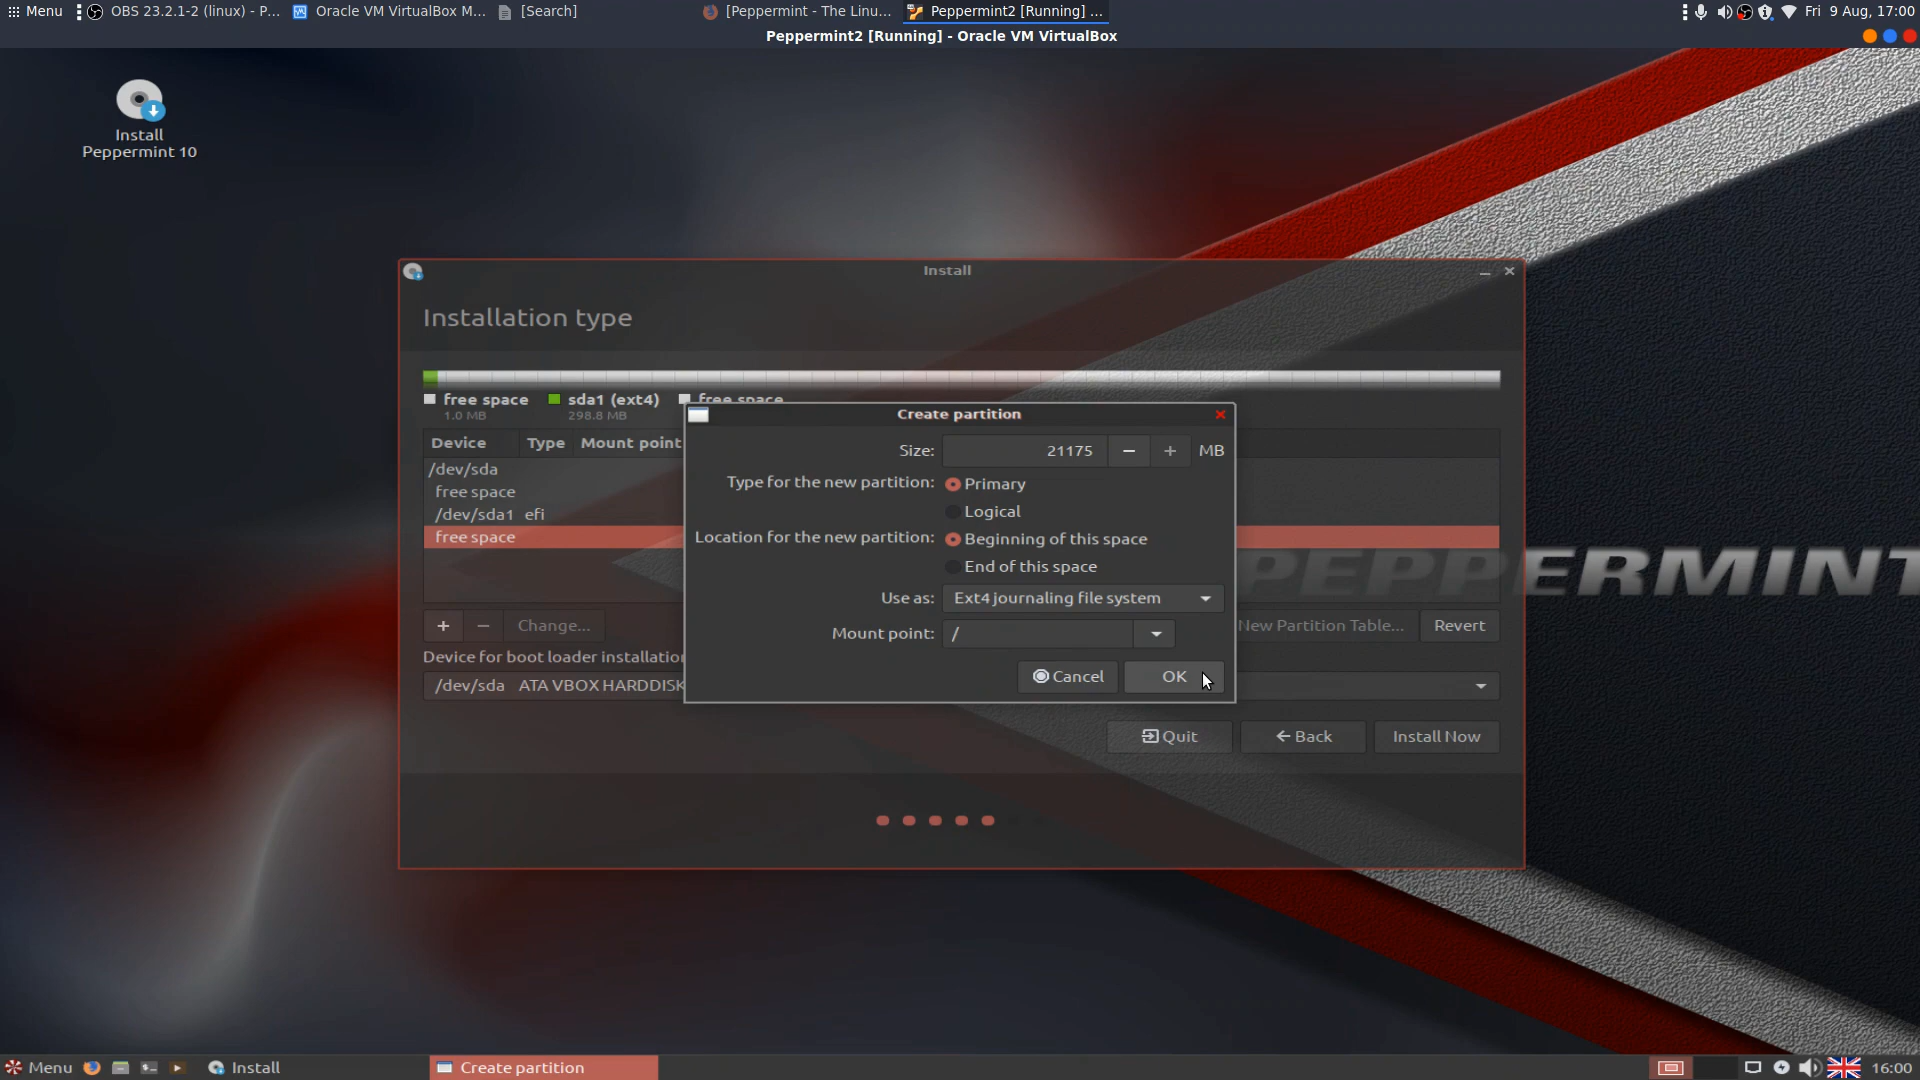 Menu
OBS 23.2.1-2 (linux) - P...
Oracle VM VirtualBox M...
[Search]
[Peppermint - The Linu...
Peppermint2 [Running] ...
Fri 9 Aug, 17:00
Peppermint2 [Running] - Oracle VM VirtualBox
Install
Peppermint 10
Install
Installation type
free space
sda1 (ext4)
free space
1.0 MB
298.8 MB
Create partition
Device Type Mount point
Size: 21175 MB
/dev/sda
Type for the new partition: Primary
free space
Logical
/dev/sda1 efi
free space
Location for the new partition: Beginning of this space
End of this space
PEPPERMINT
Use as: Ext4 journaling file system
+ − Change...
Mount point: /
New Partition Table... Revert
Device for boot loader installation
Cancel OK
/dev/sda ATA VBOX HARDDISK
Quit Back Install Now
Menu
Install
Create partition
16:00